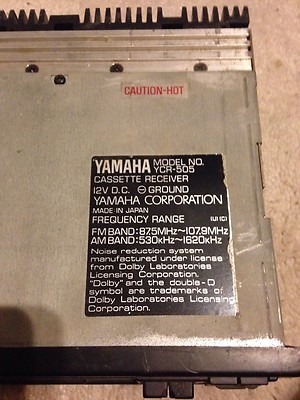 CAUTION-HOT
YAMAHA MODEL NO. YCR-505
CASSETTE RECEIVER
12V D.C. ⊖ GROUND
YAMAHA CORPORATION
MADE IN JAPAN
FREQUENCY RANGE (U) (C)
FM BAND: 87.5MHz~107.9MHz
AM BAND: 530KHz~1620KHz
Noise reduction system
manufactured under license
from Dolby Laboratories
Licensing Corporation.
"Dolby" and the double-D
symbol are trademarks of
Dolby Laboratories Licensing
Corporation.